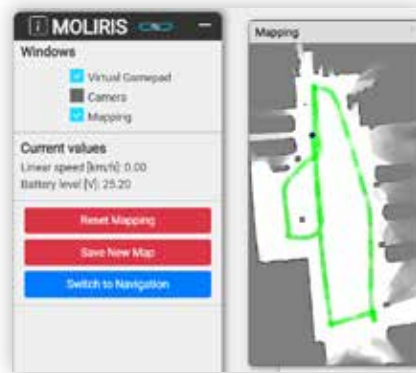 i MOLIRIS
Windows
Virtual Gamepad
Camera
Mapping
Current values
Linear speed [km/h]: 0.00
Battery level [V]: 25.20
Reset Mapping
Save New Map
Switch to Navigation
Mapping